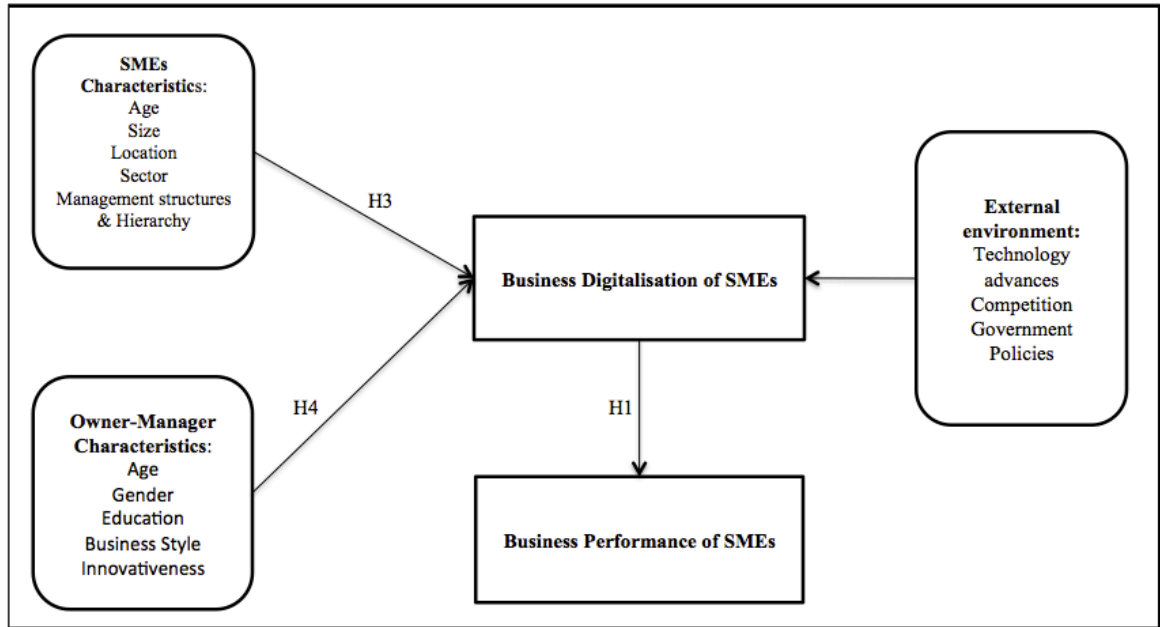 SMEs
Characteristics:
Age
Size
Location
Sector
Management structures
& Hierarchy
H3
Business Digitalisation of SMEs
External
environment:
Technology
advances
Competition
Government
Policies
Owner-Manager
Characteristics:
Age
Gender
Education
Business Style
Innovativeness
H4
H1
Business Performance of SMEs